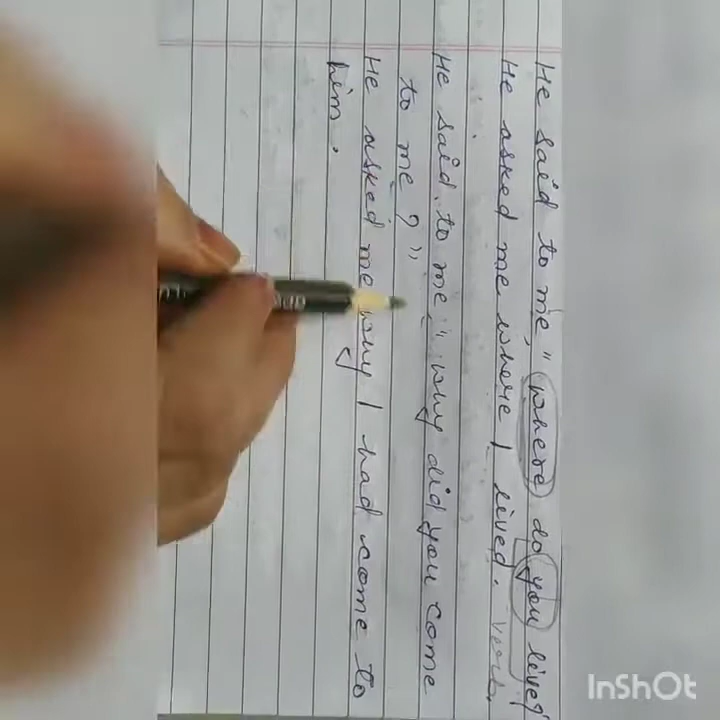 He said to me, "where do you live?"
He asked me where I lived.
He said to me, "why did you come
to me?"
He asked me why I had come to
him.
InShOt